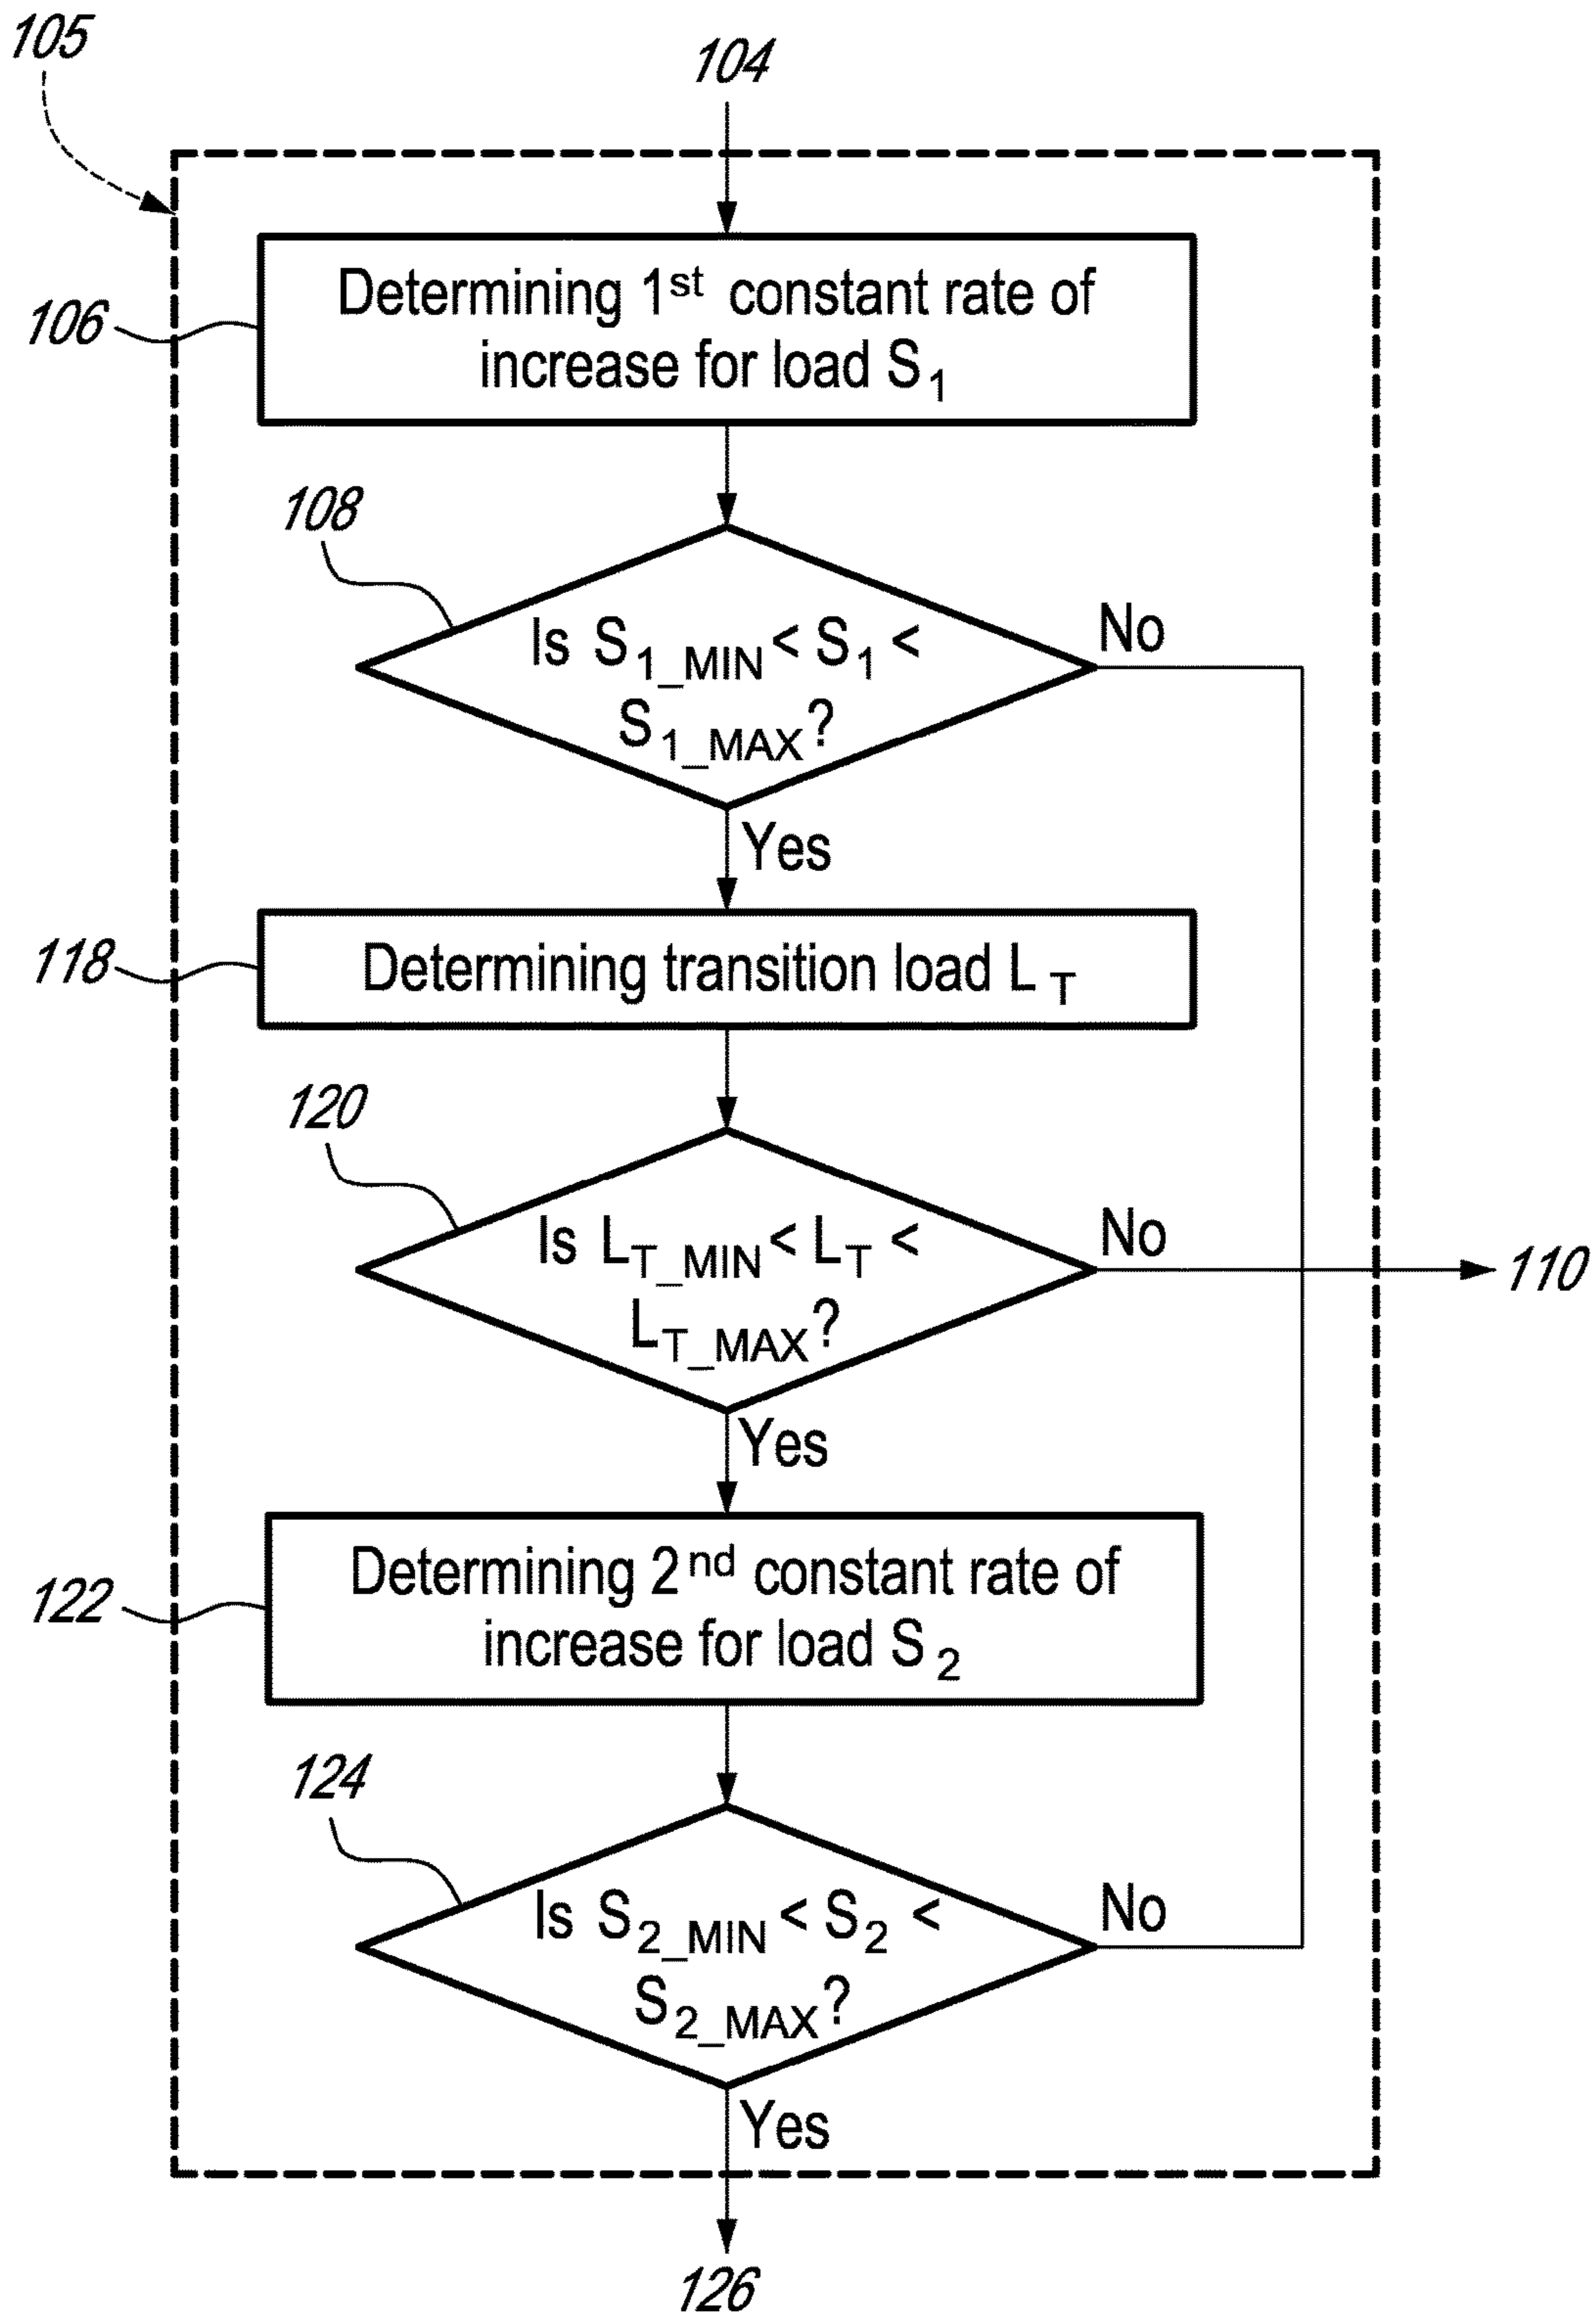 105
104
106
Determining 1st constant rate of
increase for load S1
108
Is S1_MIN < S1 <
S1_MAX?
No
Yes
118
Determining transition load LT
120
Is LT_MIN < LT <
LT_MAX?
No
110
Yes
122
Determining 2nd constant rate of
increase for load S2
124
Is S2_MIN < S2 <
S2_MAX?
No
Yes
126